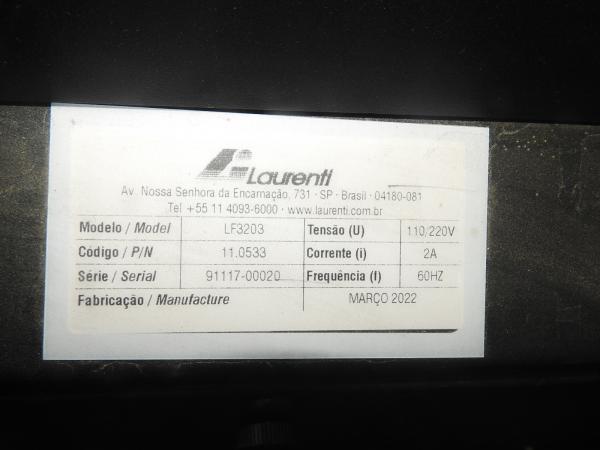 Laurenti
Av. Nossa Senhora da Encarnação, 731 - SP - Brasil - 04180-081
Tel +55 11 4093-6000 - www.laurenti.com.br
Modelo / Model LF3203 Tensão (U) 110/220V
Código / P/N 11.0533 Corrente (i) 2A
Série / Serial 91117-00020 Frequência (f) 60HZ
Fabricação / Manufacture MARÇO 2022